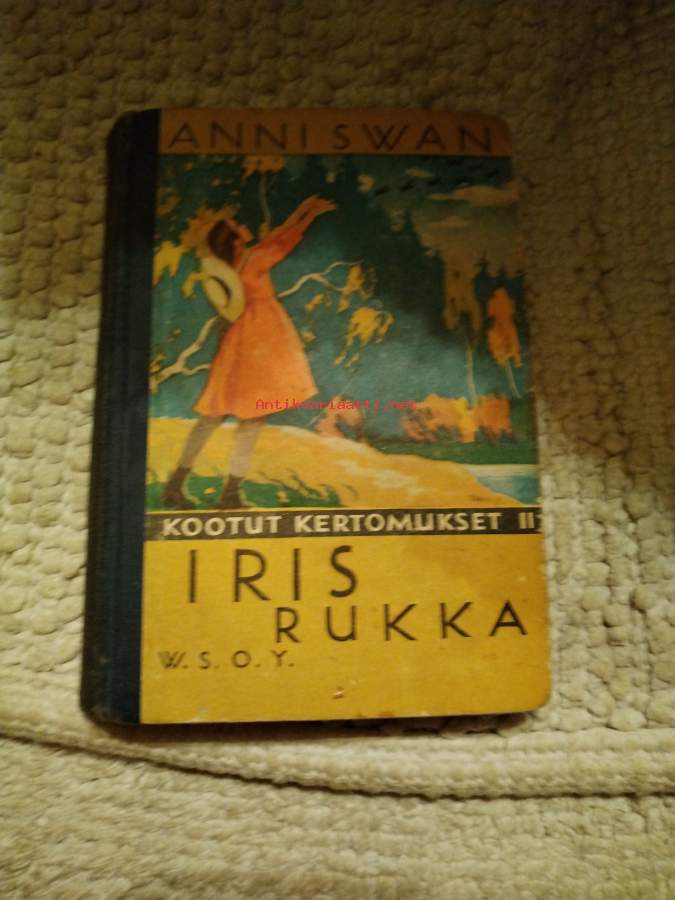 ANNI SWAN
Antikvariaatti.net
KOOTUT KERTOMUKSET II
IRIS
RUKKA
W. S. O. Y.